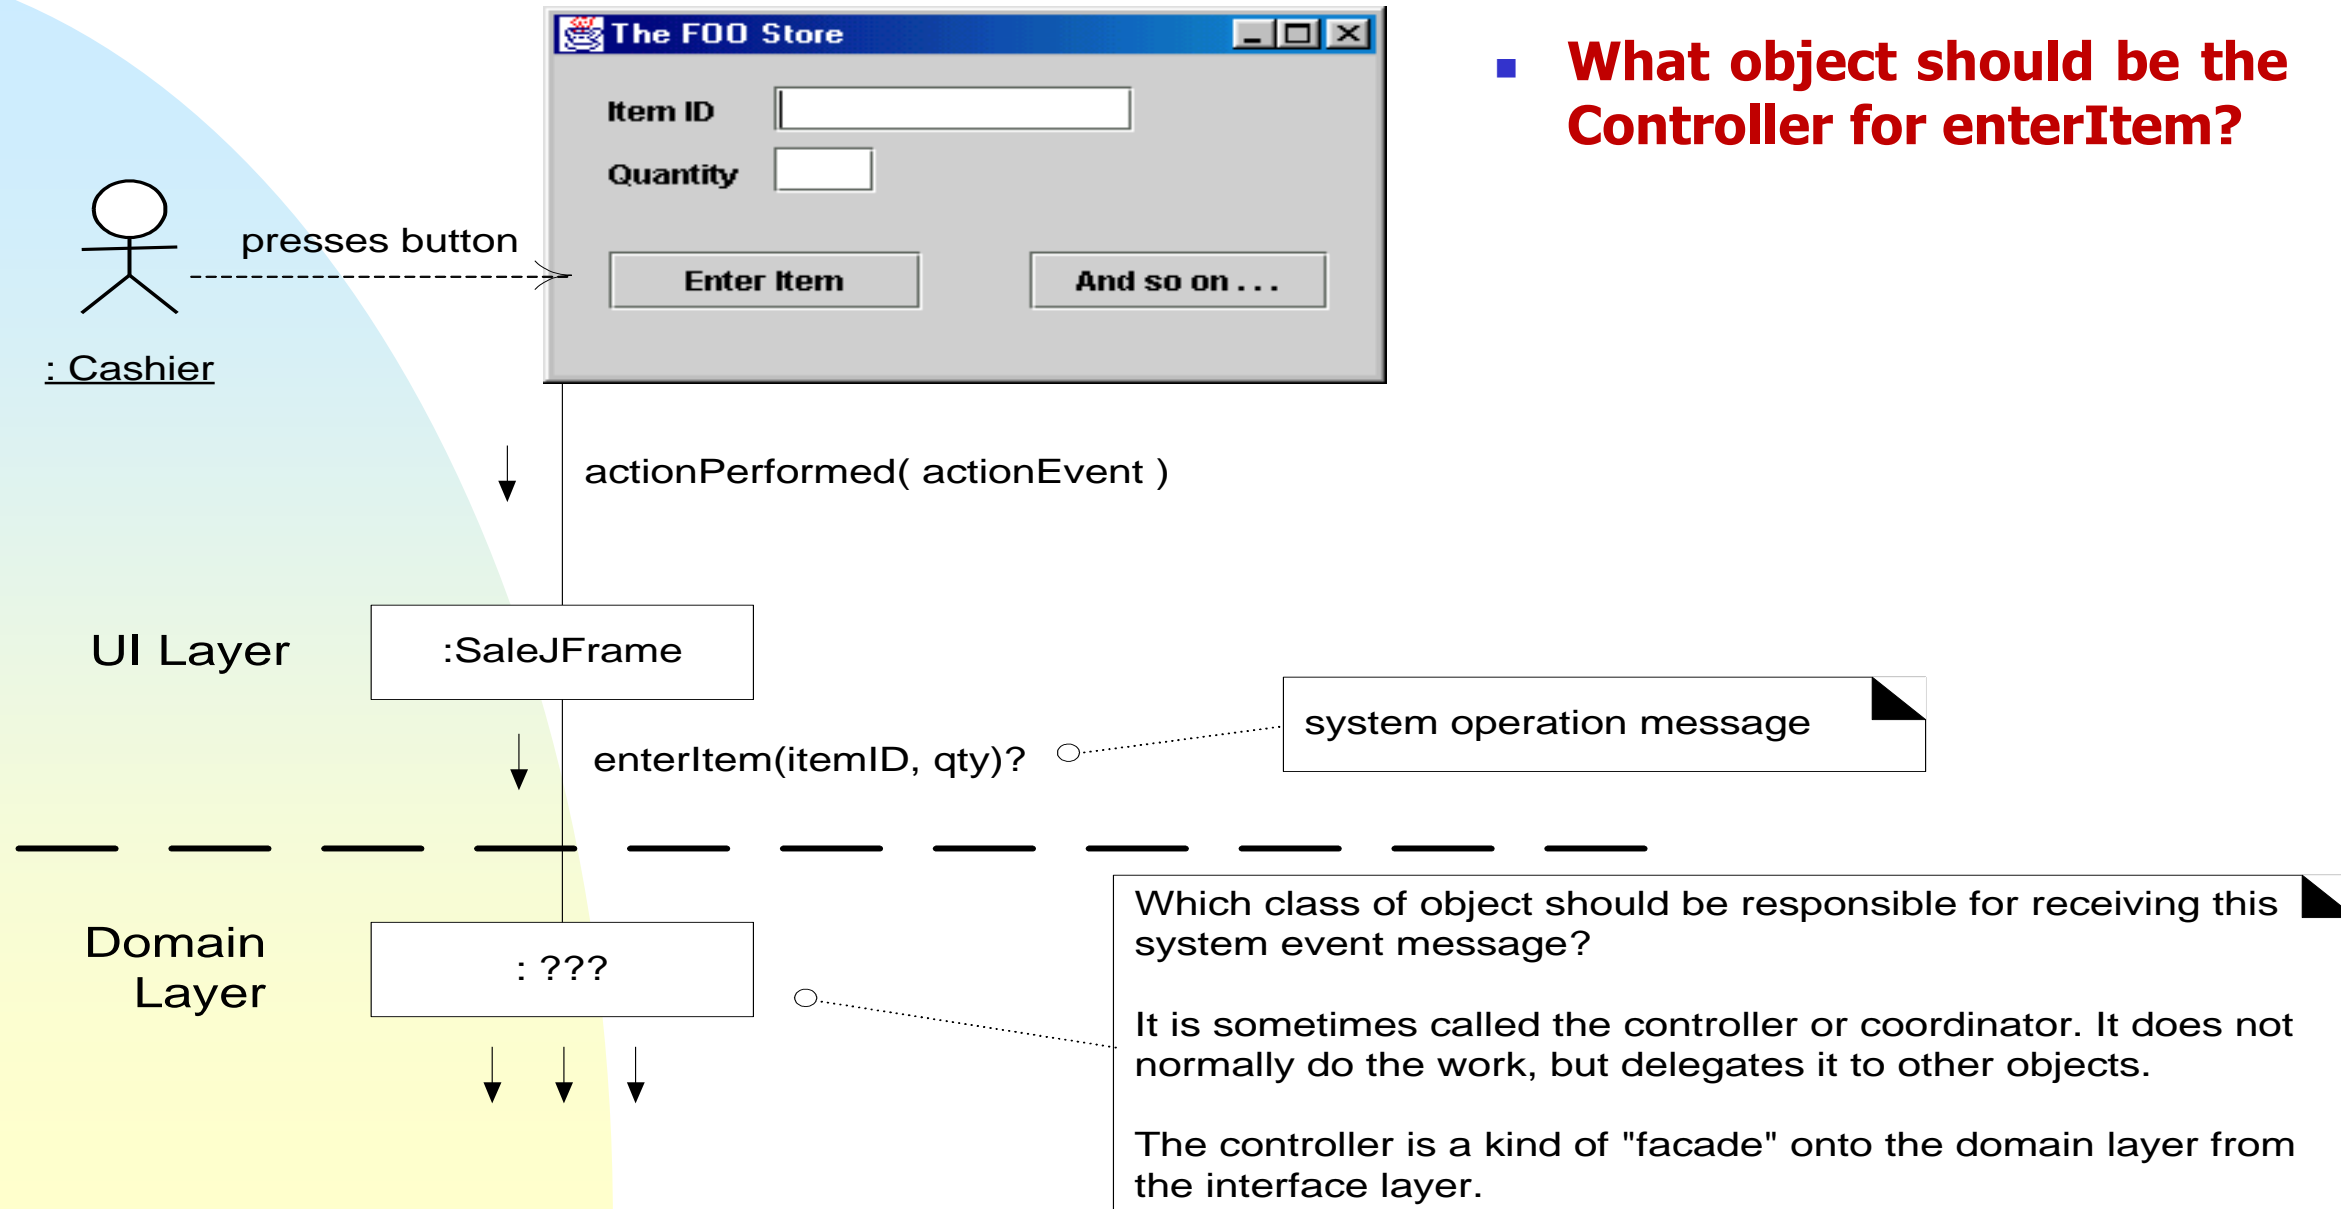 The FOO Store
What object should be the
Controller for enterItem?
Item ID
Quantity
presses button
Enter Item
And so on . . .
: Cashier
actionPerformed( actionEvent )
UI Layer
:SaleJFrame
system operation message
enterItem(itemID, qty)?
Domain
Layer
: ???
Which class of object should be responsible for receiving this
system event message?
It is sometimes called the controller or coordinator. It does not
normally do the work, but delegates it to other objects.
The controller is a kind of "facade" onto the domain layer from
the interface layer.